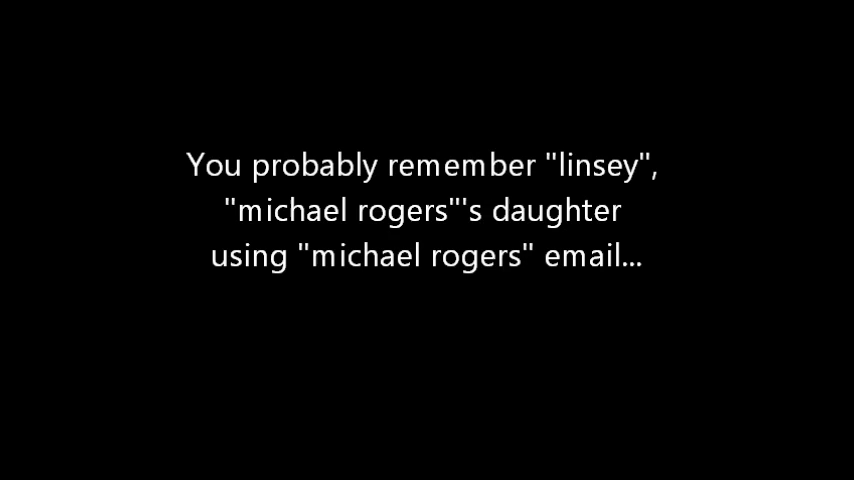 You probably remember "linsey",
"michael rogers"'s daughter
using "michael rogers" email...